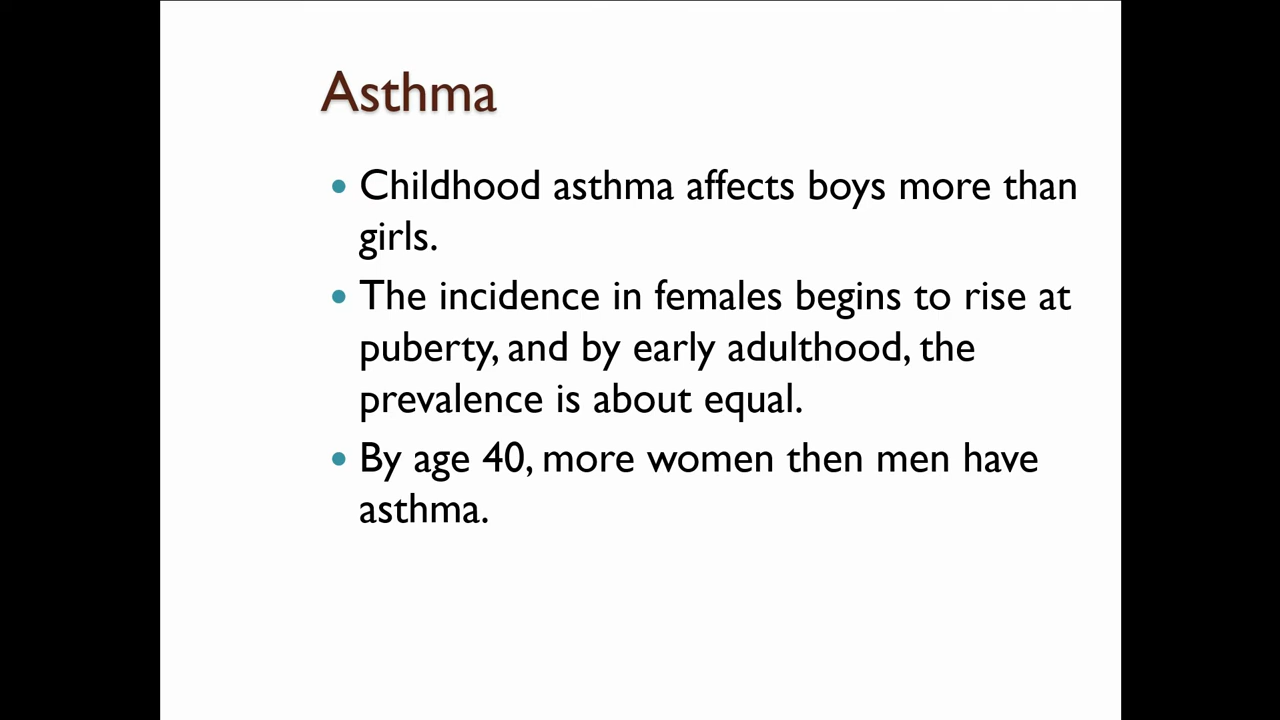 Asthma
• Childhood asthma affects boys more than
girls.
• The incidence in females begins to rise at
puberty, and by early adulthood, the
prevalence is about equal.
• By age 40, more women then men have
asthma.